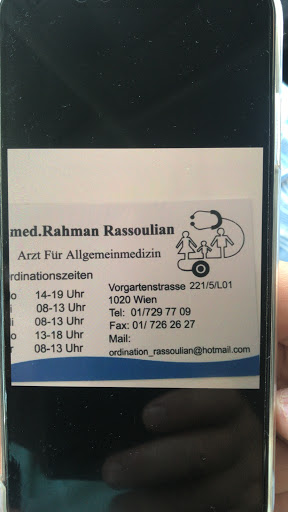 med.Rahman Rassoulian
Arzt Für Allgemeinmedizin
rdinationszeiten
o 14-19 Uhr
i 08-13 Uhr
i 08-13 Uhr
o 13-18 Uhr
r 08-13 Uhr
Vorgartenstrasse 221/5/L01
1020 Wien
Tel: 01/729 77 09
Fax: 01/ 726 26 27
Mail:
ordination_rassoulian@hotmail.com